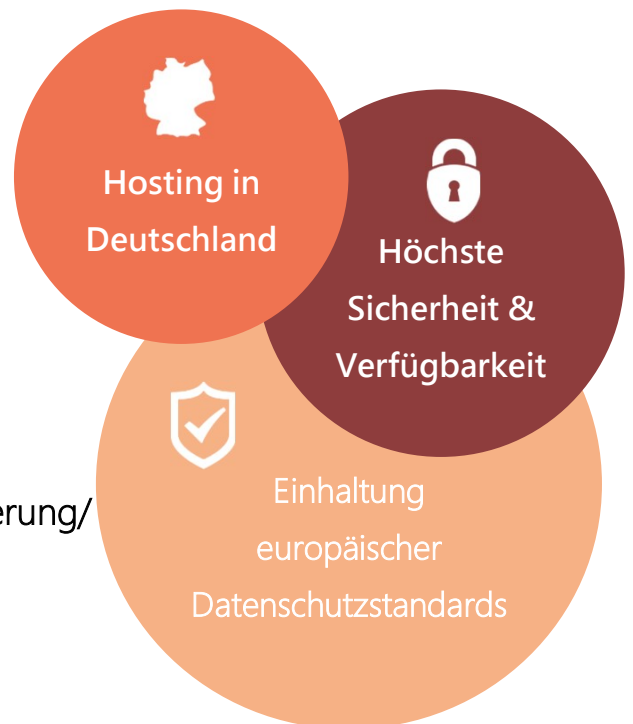 Hosting in
Deutschland
Höchste
Sicherheit &
Verfügbarkeit
Einhaltung
erung/
europäischer
Datenschutzstandards